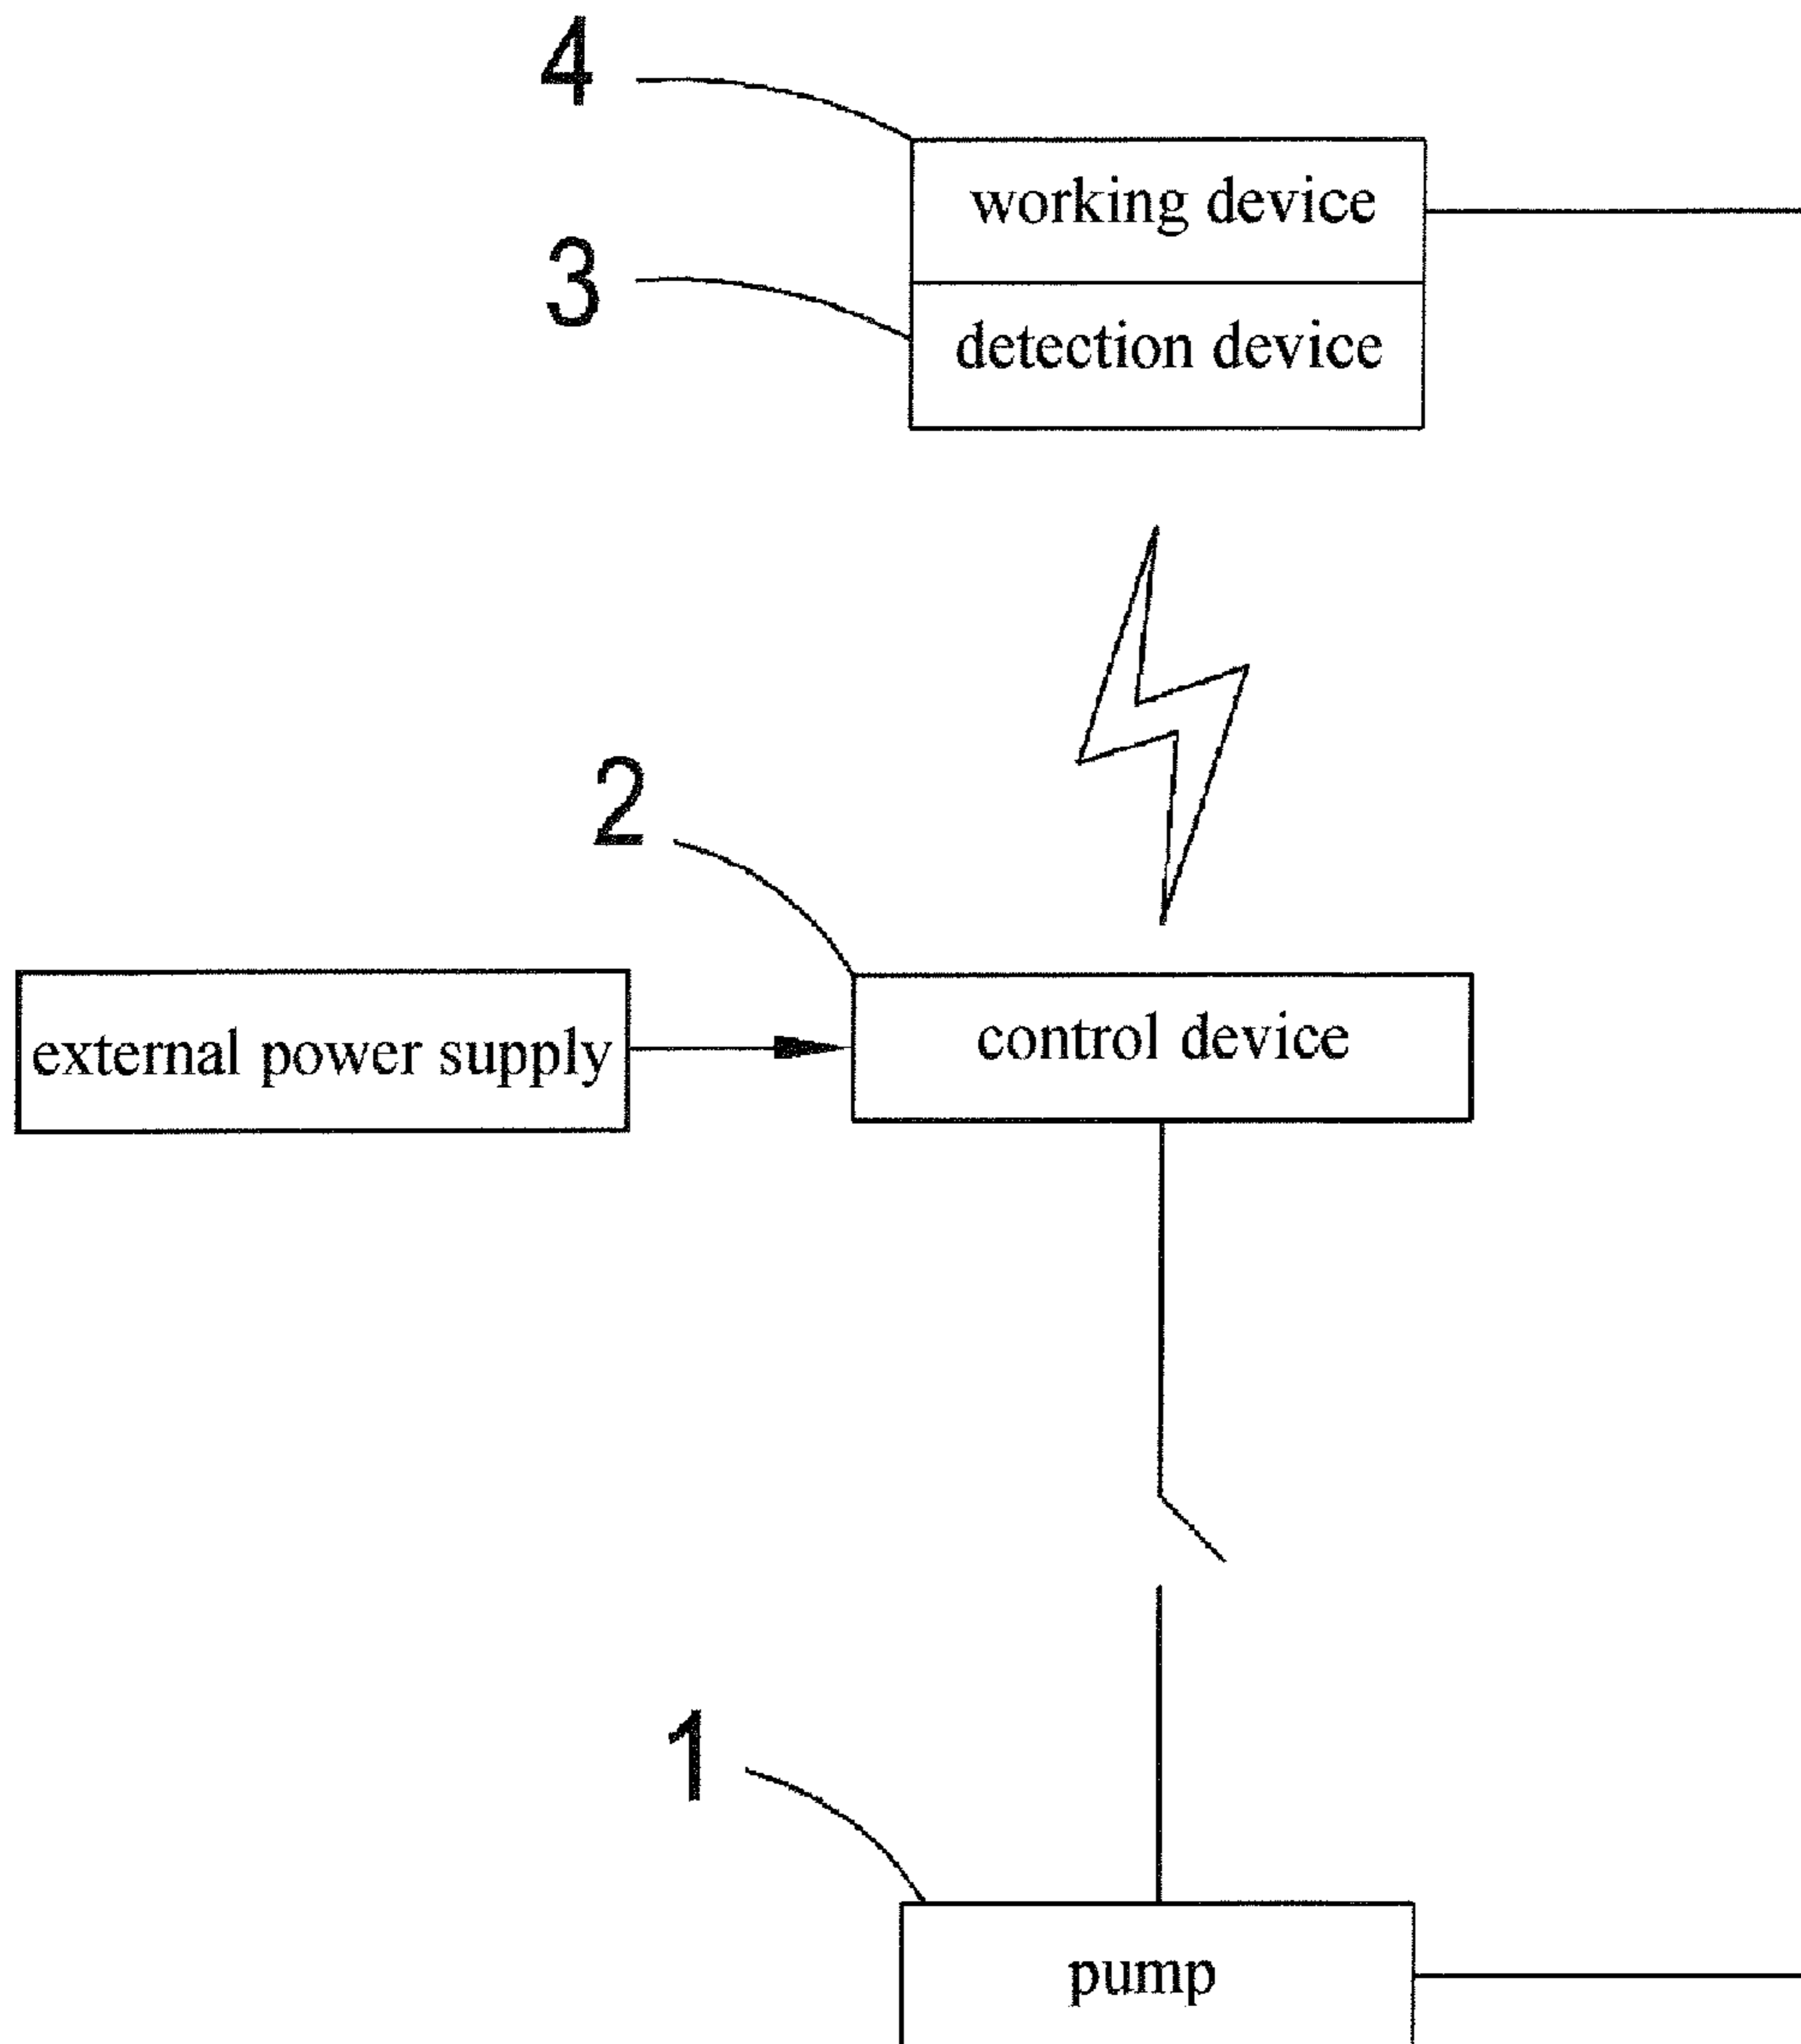 4
working device
3
detection device
2
external power supply
control device
1
pump